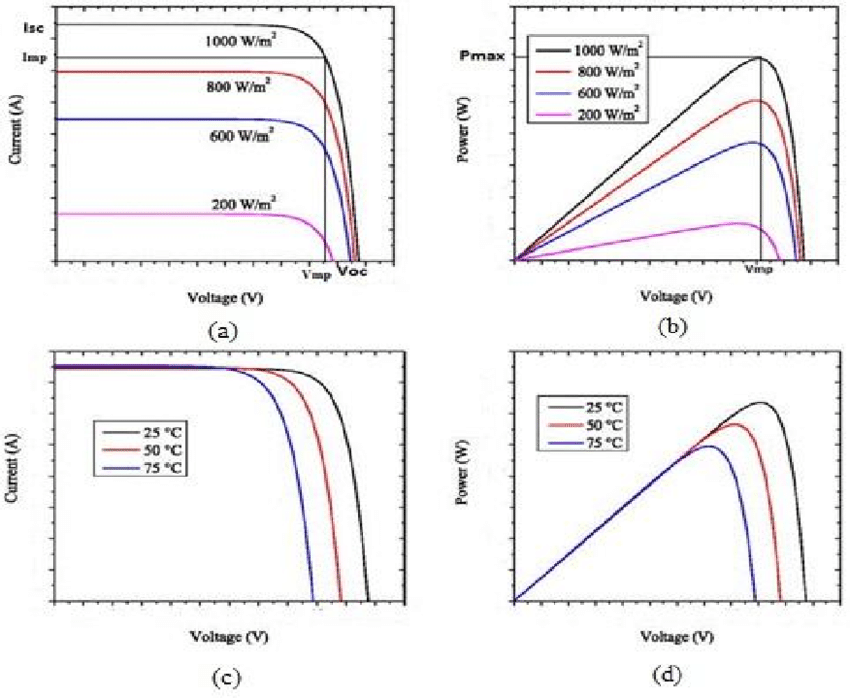 Isc
Imp
1000 W/m²
800 W/m²
600 W/m²
200 W/m²
Current (A)
Vmp
Voc
Voltage (V)
(a)
Pmax
1000 W/m²
800 W/m²
600 W/m²
200 W/m²
Power (W)
Vmp
Voltage (V)
(b)
25 °C
50 °C
75 °C
Current (A)
Voltage (V)
(c)
25 °C
50 °C
75 °C
Power (W)
Voltage (V)
(d)